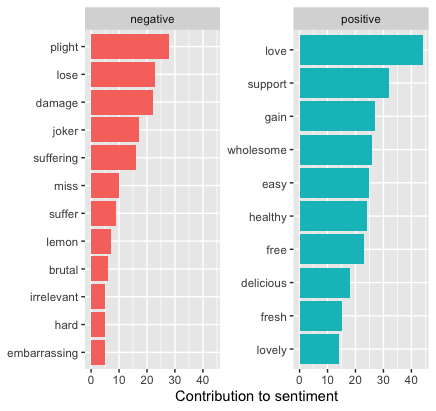 negative
plight
lose
damage
joker
suffering
miss
suffer
lemon
brutal
irrelevant
hard
embarrassing
0 10 20 30 40
positive
love
support
gain
wholesome
easy
healthy
free
delicious
fresh
lovely
0 10 20 30 40
Contribution to sentiment